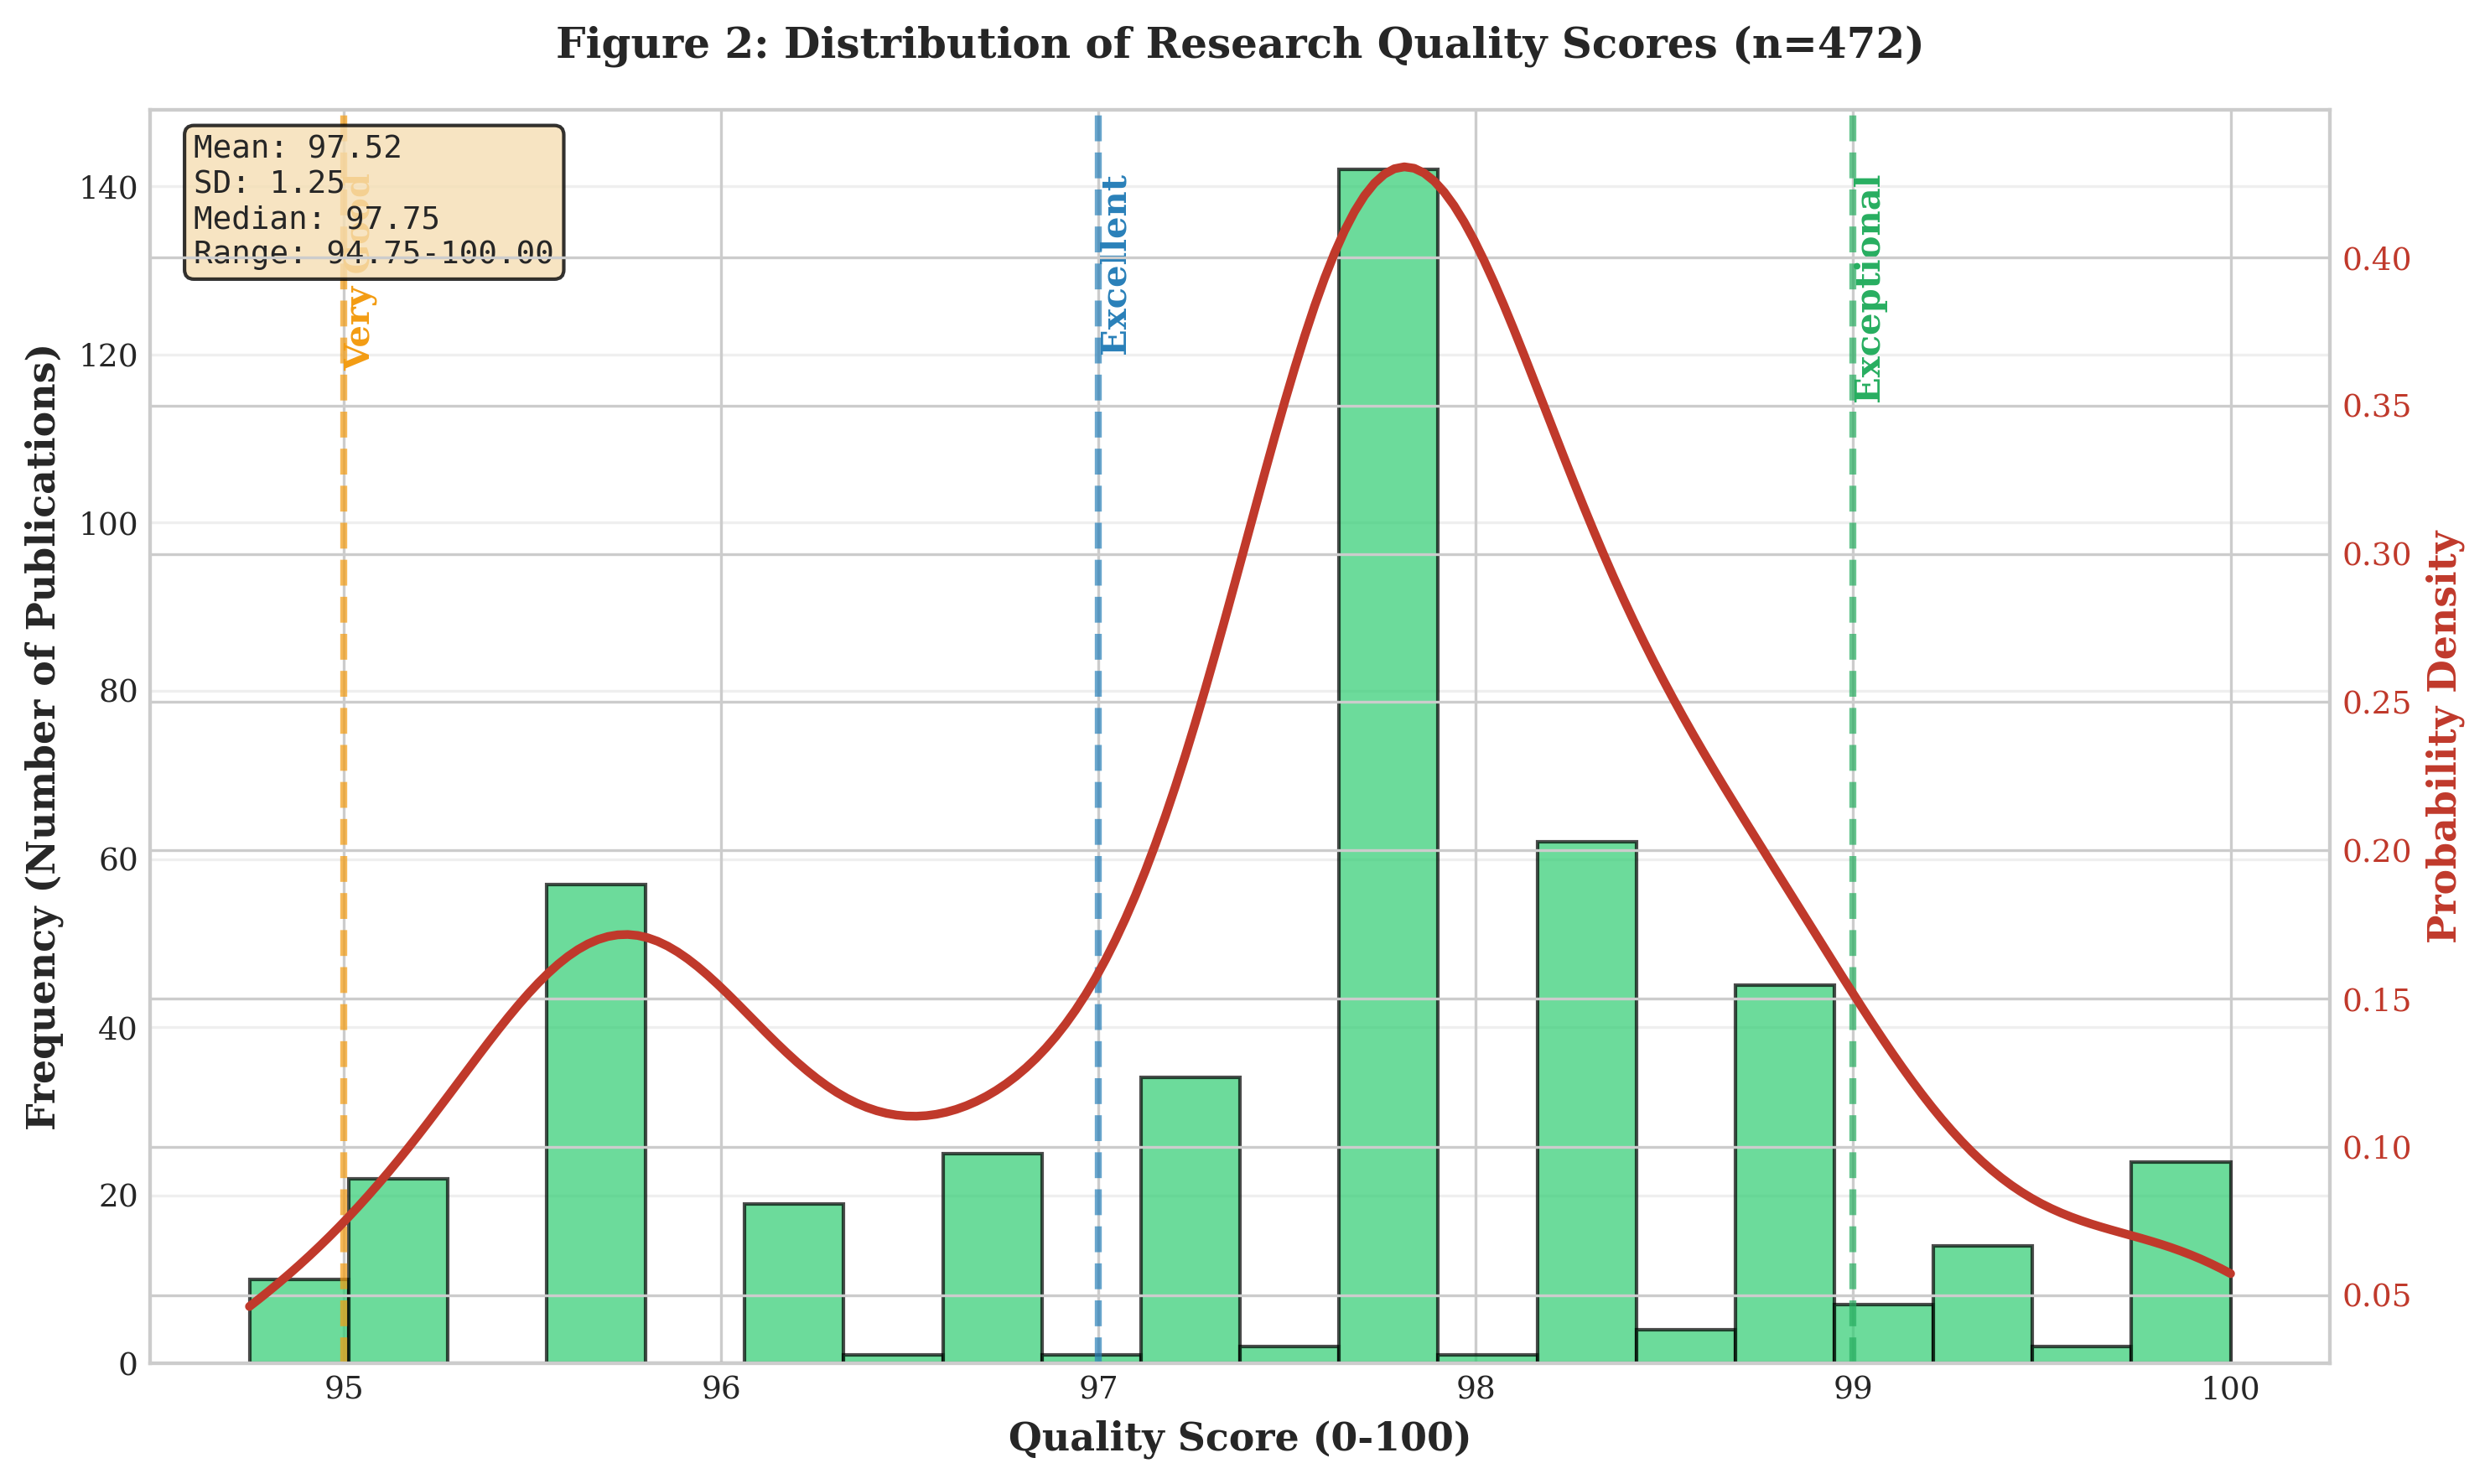 Figure 2: Distribution of Research Quality Scores (n=472)
Mean: 97.52
SD: 1.25
Median: 97.75
Range: 94.75-100.00
Very Good
Excellent
Exceptional
Frequency (Number of Publications)
140
120
100
80
60
40
20
0
0.40
0.35
0.30
0.25
0.20
0.15
0.10
0.05
Probability Density
95 96 97 98 99 100
Quality Score (0-100)